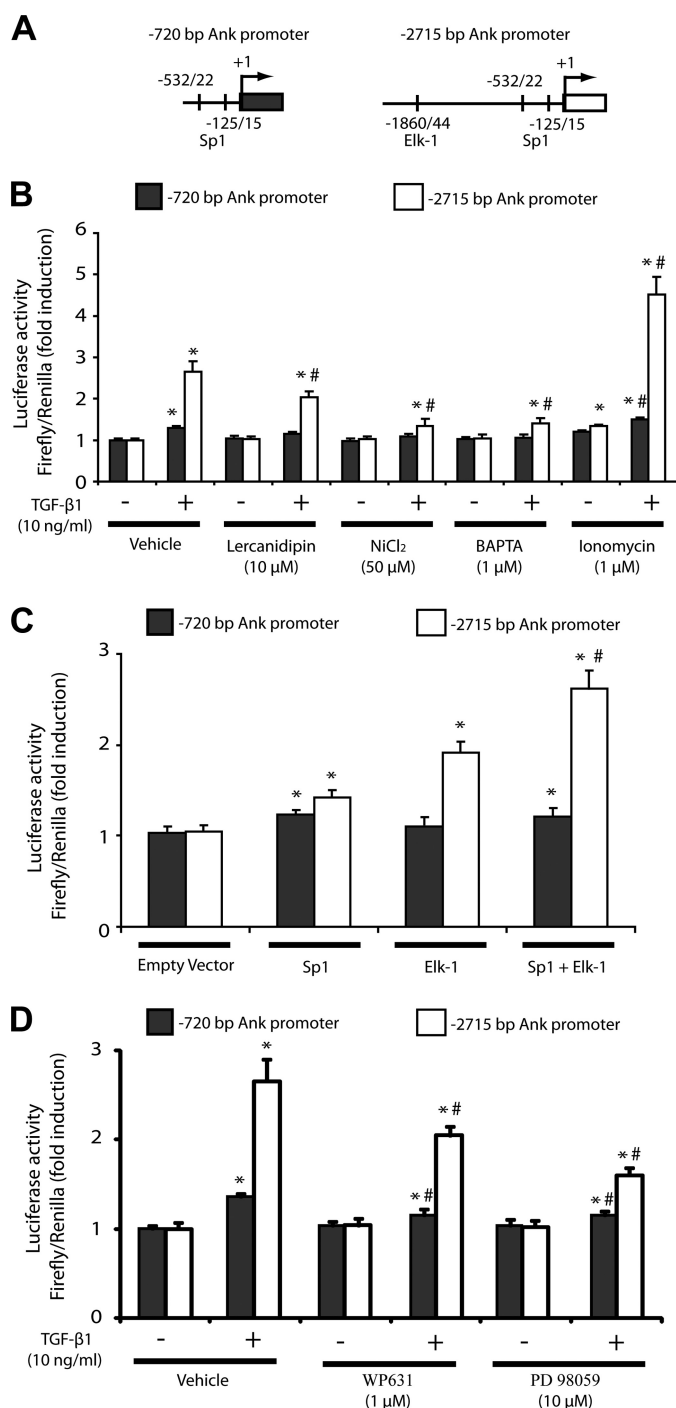 A
-720 bp Ank promoter
-2715 bp Ank promoter
+1
-532/22
-125/15
Sp1
+1
-532/22
-1860/44
Elk-1
-125/15
Sp1
B
-720 bp Ank promoter
-2715 bp Ank promoter
Luciferase activity
Firefly/Renilla (fold induction)
6
5
4
3
2
1
0
* * * # * # * # * * # * #
TGF-β1
(10 ng/ml)
- + - + - + - + - +
Vehicle
Lercanidipin
(10 µM)
NiCl₂
(50 µM)
BAPTA
(1 µM)
Ionomycin
(1 µM)
C
-720 bp Ank promoter
-2715 bp Ank promoter
Luciferase activity
Firefly/Renilla (fold induction)
3
2
1
0
* * * * * #
Empty Vector
Sp1
Elk-1
Sp1 + Elk-1
D
-720 bp Ank promoter
-2715 bp Ank promoter
Luciferase activity
Firefly/Renilla (fold induction)
3
2
1
0
* * * # * # * # * #
TGF-β1
(10 ng/ml)
- + - + - +
Vehicle
WP631
(1 µM)
PD 98059
(10 µM)